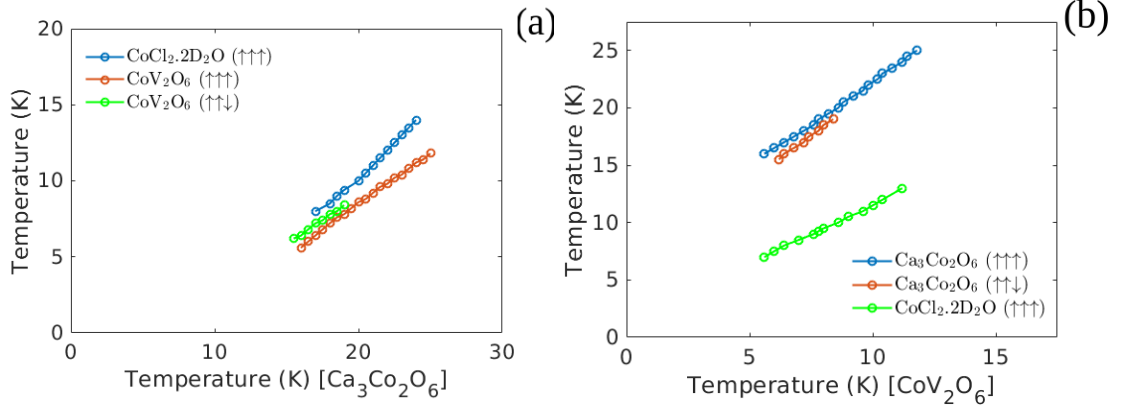 (a)
20
15
10
5
0
Temperature (K)
CoCl₂.2D₂O (↑↑↑)
CoV₂O₆ (↑↑↑)
CoV₂O₆ (↑↑↓)
0 10 20 30
Temperature (K) [Ca₃Co₂O₆]
(b)
25
20
15
10
5
0
Temperature (K)
Ca₃Co₂O₆ (↑↑↑)
Ca₃Co₂O₆ (↑↑↓)
CoCl₂.2D₂O (↑↑↑)
0 5 10 15
Temperature (K) [CoV₂O₆]